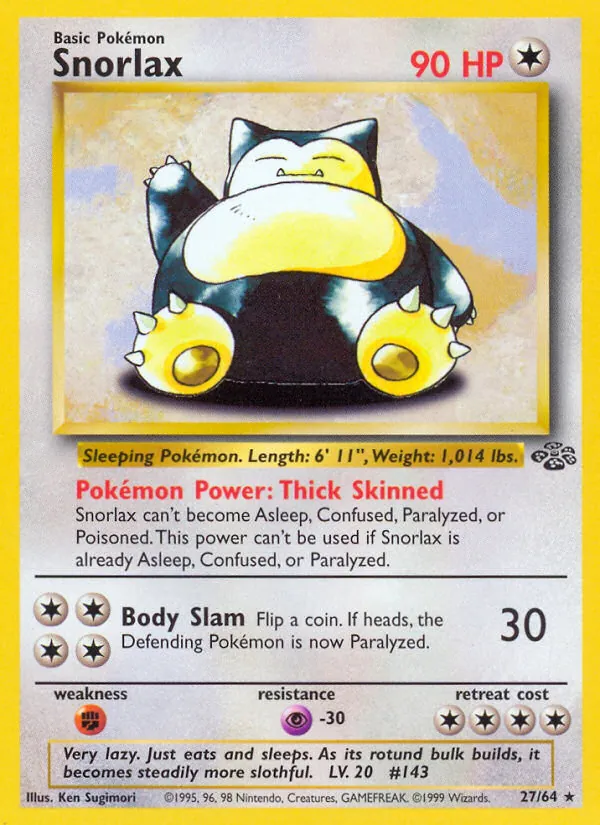 Basic Pokémon
Snorlax
90 HP
Sleeping Pokémon. Length: 6' 11", Weight: 1,014 lbs.
Pokémon Power: Thick Skinned
Snorlax can't become Asleep, Confused, Paralyzed, or
Poisoned. This power can't be used if Snorlax is
already Asleep, Confused, or Paralyzed.
Body Slam Flip a coin. If heads, the
Defending Pokémon is now Paralyzed.
30
weakness
resistance
retreat cost
-30
Very lazy. Just eats and sleeps. As its rotund bulk builds, it
becomes steadily more slothful. LV. 20 #143
Illus. Ken Sugimori ©1995, 96, 98 Nintendo, Creatures, GAMEFREAK. ©1999 Wizards. 27/64 ★